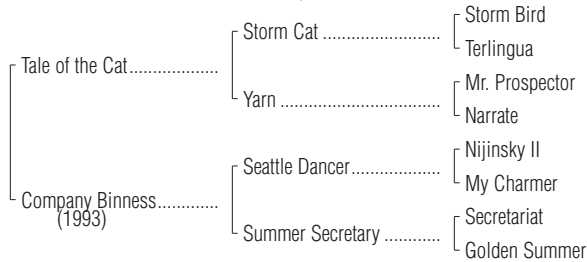 Storm Bird
Storm Cat ........................
Terlingua
Tale of the Cat..................
Mr. Prospector
Yarn .................................
Narrate
Nijinsky II
Seattle Dancer..................
My Charmer
Company Binness.............
(1993)
Secretariat
Summer Secretary ...........
Golden Summer